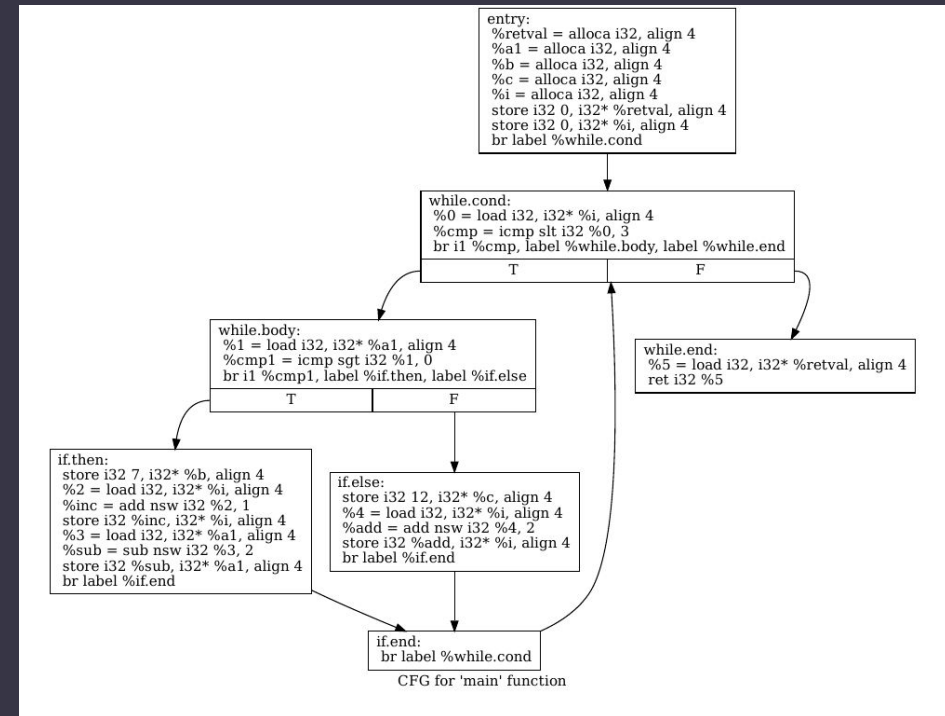 entry:
%retval = alloca i32, align 4
%a1 = alloca i32, align 4
%b = alloca i32, align 4
%c = alloca i32, align 4
%i = alloca i32, align 4
store i32 0, i32* %retval, align 4
store i32 0, i32* %i, align 4
br label %while.cond
while.cond:
%0 = load i32, i32* %i, align 4
%cmp = icmp slt i32 %0, 3
br i1 %cmp, label %while.body, label %while.end
T F
while.body:
%1 = load i32, i32* %a1, align 4
%cmp1 = icmp sgt i32 %1, 0
br i1 %cmp1, label %if.then, label %if.else
T F
while.end:
%5 = load i32, i32* %retval, align 4
ret i32 %5
if.then:
store i32 7, i32* %b, align 4
%2 = load i32, i32* %i, align 4
%inc = add nsw i32 %2, 1
store i32 %inc, i32* %i, align 4
%3 = load i32, i32* %a1, align 4
%sub = sub nsw i32 %3, 2
store i32 %sub, i32* %a1, align 4
br label %if.end
if.else:
store i32 12, i32* %c, align 4
%4 = load i32, i32* %i, align 4
%add = add nsw i32 %4, 2
store i32 %add, i32* %i, align 4
br label %if.end
if.end:
br label %while.cond
CFG for 'main' function